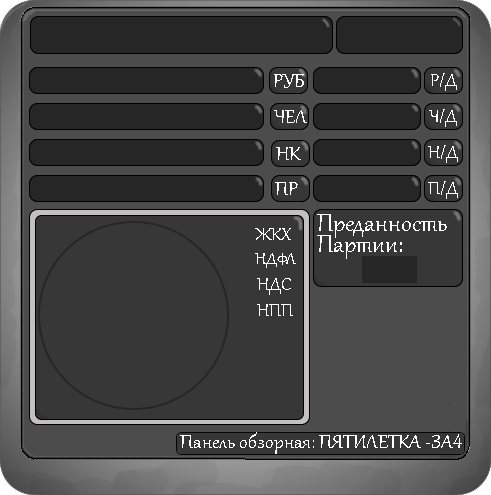 РУБ Р/Д
ЧЕЛ Ч/Д
НК Н/Д
ПР П/Д
ЖКХ
НДФЛ
НДС
НПП
Преданность
Партии:
Панель обзорная: ПЯТИЛЕТКА -ЗА4